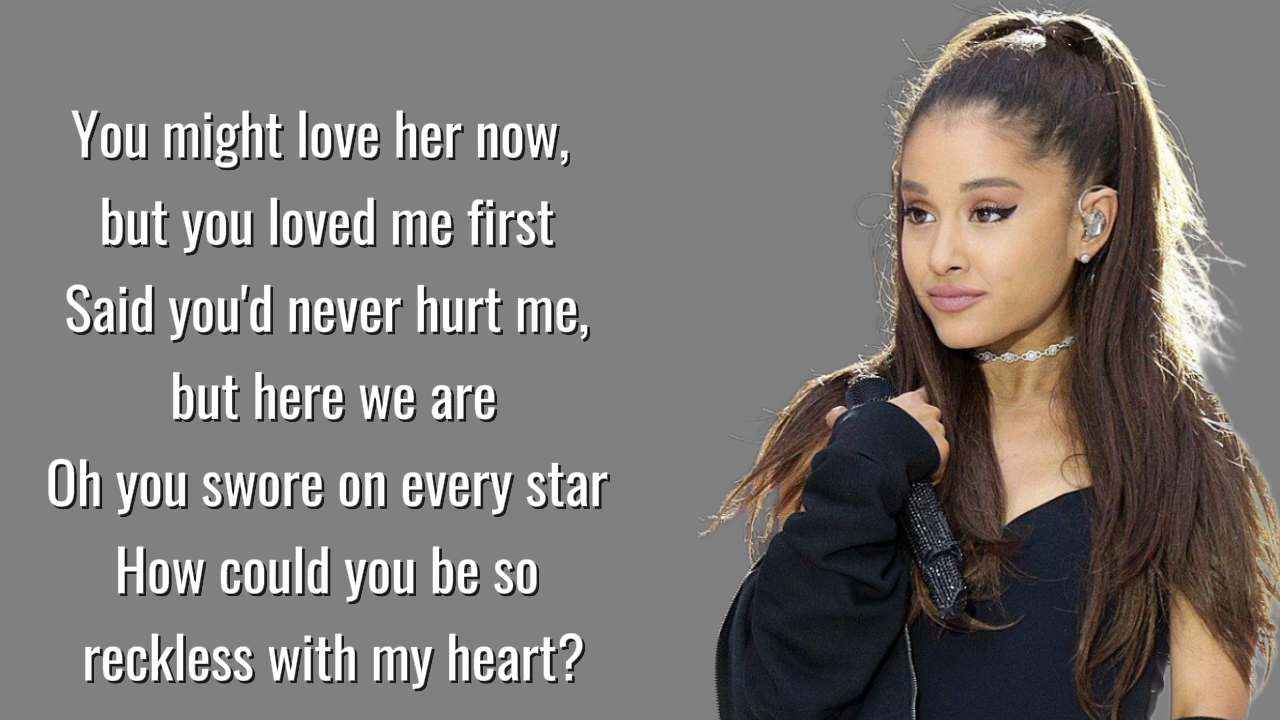 You might love her now,
but you loved me first
Said you'd never hurt me,
but here we are
Oh you swore on every star
How could you be so
reckless with my heart?